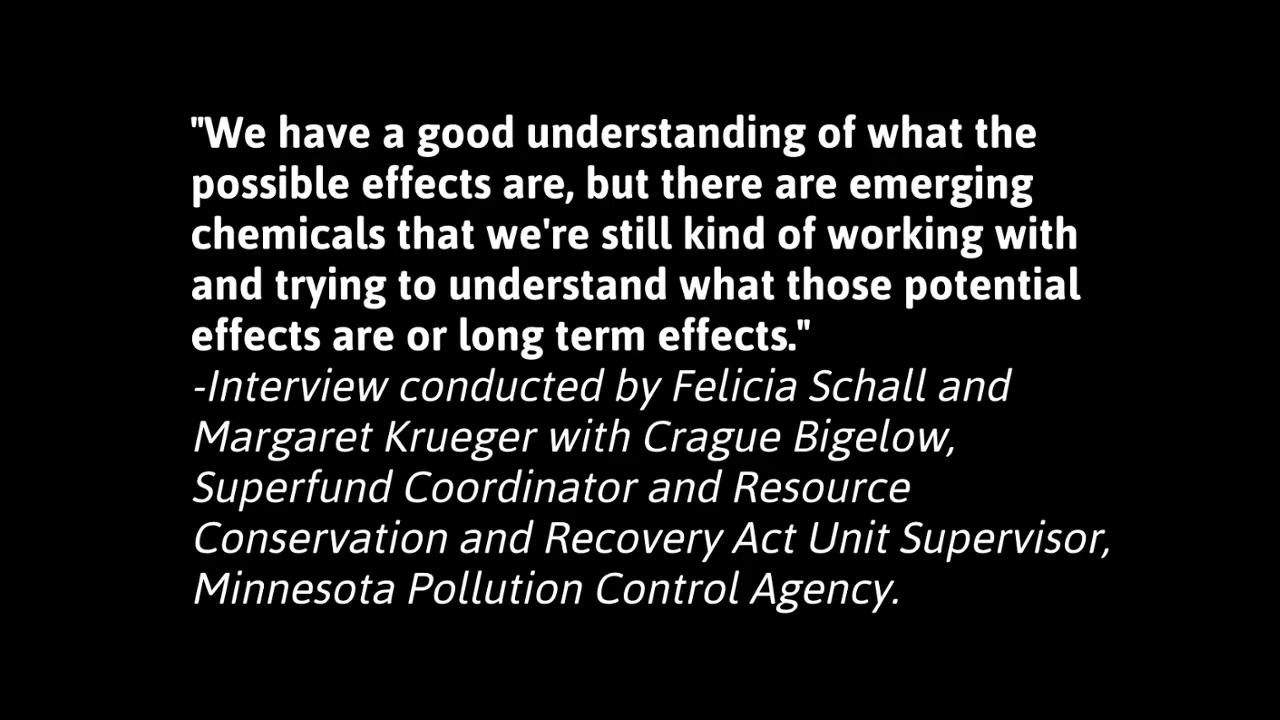 "We have a good understanding of what the
possible effects are, but there are emerging
chemicals that we're still kind of working with
and trying to understand what those potential
effects are or long term effects."
-Interview conducted by Felicia Schall and
Margaret Krueger with Crague Bigelow,
Superfund Coordinator and Resource
Conservation and Recovery Act Unit Supervisor,
Minnesota Pollution Control Agency.